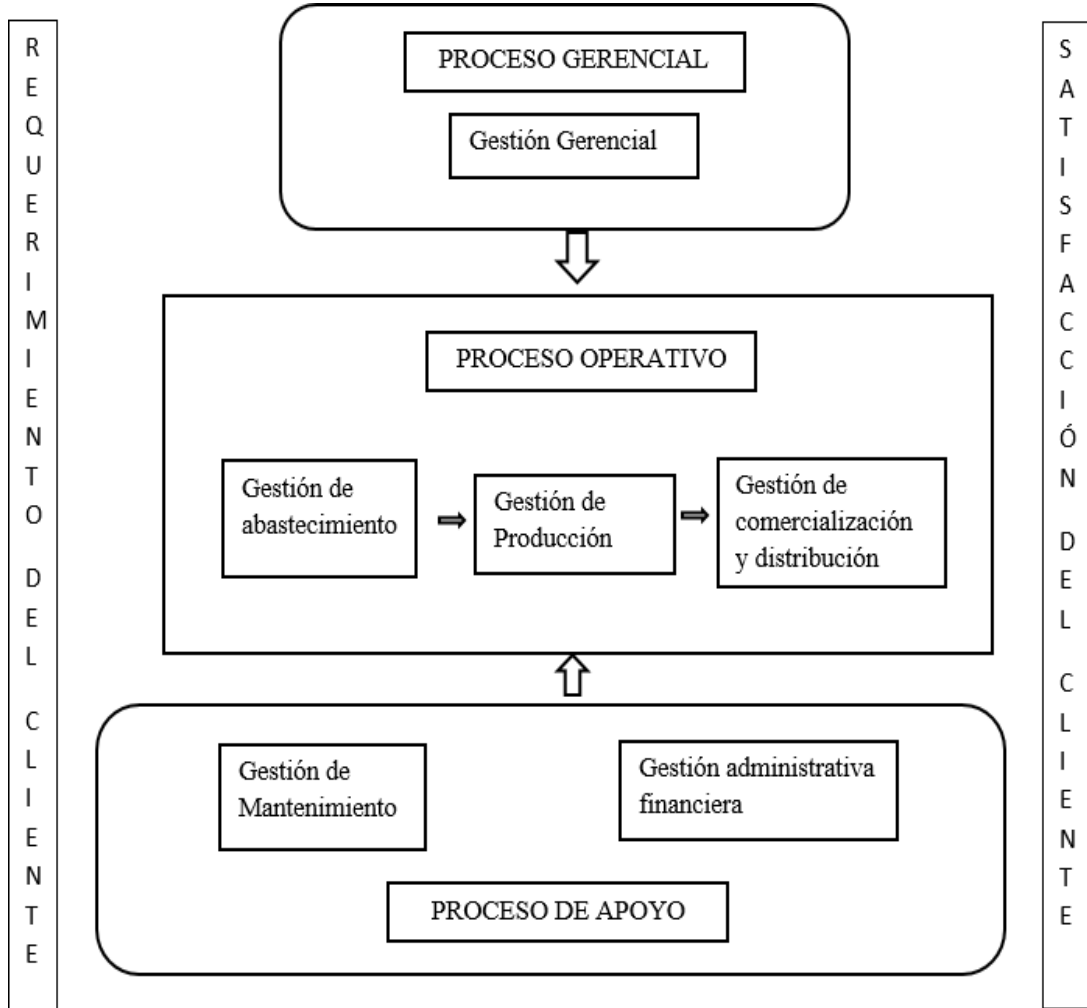 REQUERIMIENTO DEL CLIENTE
PROCESO GERENCIAL
Gestión Gerencial
PROCESO OPERATIVO
Gestión de
abastecimiento
Gestión de
Producción
Gestión de
comercialización
y distribución
Gestión de
Mantenimiento
Gestión administrativa
financiera
PROCESO DE APOYO
SATISFACCIÓN DEL CLIENTE